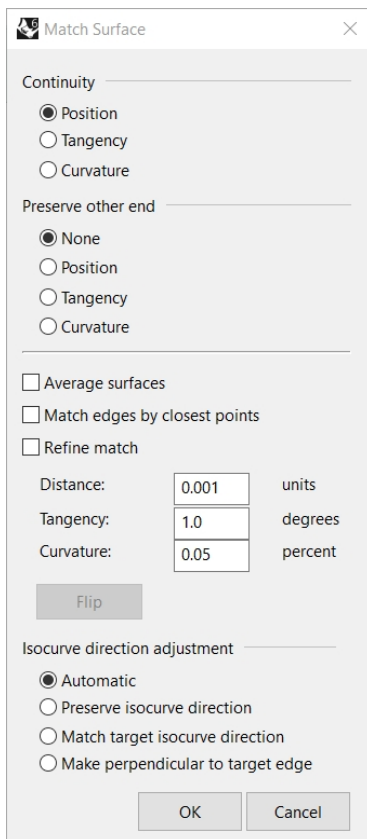 Match Surface
Continuity
Position
Tangency
Curvature
Preserve other end
None
Position
Tangency
Curvature
Average surfaces
Match edges by closest points
Refine match
Distance: 0.001 units
Tangency: 1.0 degrees
Curvature: 0.05 percent
Flip
Isocurve direction adjustment
Automatic
Preserve isocurve direction
Match target isocurve direction
Make perpendicular to target edge
OK Cancel